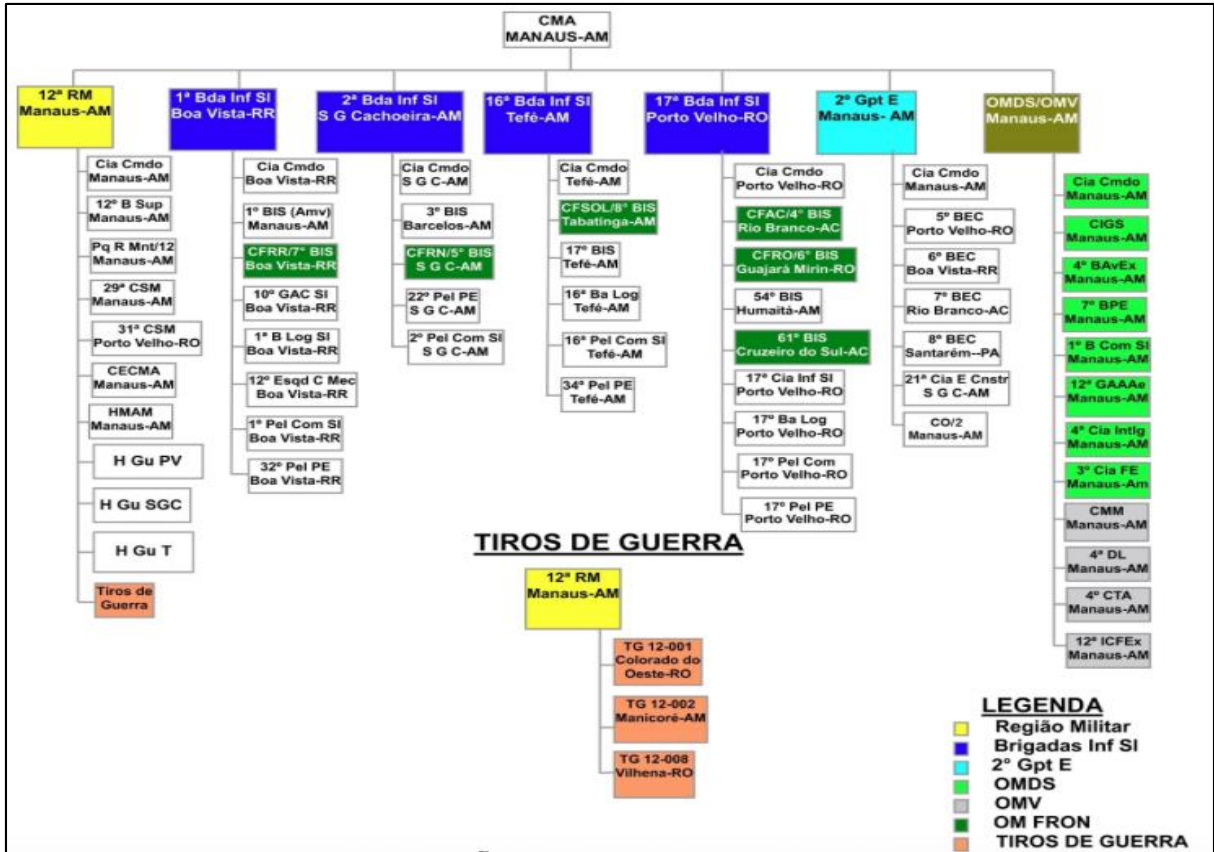 CMA
MANAUS-AM
12ª RM
Manaus-AM
Cia Cmdo
Manaus-AM
12º B Sup
Manaus-AM
Pq R Mnt/12
Manaus-AM
29ª CSM
Manaus-AM
31ª CSM
Porto Velho-RO
CECMA
Manaus-AM
HMAM
Manaus-AM
H Gu PV
H Gu SGC
H Gu T
Tiros de
Guerra
1ª Bda Inf SI
Boa Vista-RR
Cia Cmdo
Boa Vista-RR
1º BIS (Amv)
Manaus-AM
CFRR/7º BIS
Boa Vista-RR
10º GAC SI
Boa Vista-RR
1º B Log SI
Boa Vista-RR
12º Esqd C Mec
Boa Vista-RR
1º Pel Com SI
Boa Vista-RR
32º Pel PE
Boa Vista-RR
2ª Bda Inf SI
S G Cachoeira-AM
Cia Cmdo
S G C-AM
3º BIS
Barcelos-AM
CFRN/5º BIS
S G C-AM
22º Pel PE
S G C-AM
2º Pel Com SI
S G C-AM
16ª Bda Inf SI
Tefé-AM
Cia Cmdo
Tefé-AM
CFSOL/8º BIS
Tabatinga-AM
17º BIS
Tefé-AM
16ª Ba Log
Tefé-AM
16º Pel Com SI
Tefé-AM
34º Pel PE
Tefé-AM
17ª Bda Inf SI
Porto Velho-RO
Cia Cmdo
Porto Velho-RO
CFAC/4º BIS
Rio Branco-AC
CFRO/6º BIS
Guajará Mirin-RO
54º BIS
Humaitá-AM
61º BIS
Cruzeiro do Sul-AC
17ª Cia Inf SI
Porto Velho-RO
17ª Ba Log
Porto Velho-RO
17º Pel Com
Porto Velho-RO
17º Pel PE
Porto Velho-RO
2º Gpt E
Manaus- AM
Cia Cmdo
Manaus-AM
5º BEC
Porto Velho-RO
6º BEC
Boa Vista-RR
7º BEC
Rio Branco-AC
8º BEC
Santarém--PA
21ª Cia E Cnstr
S G C-AM
CO/2
Manaus-AM
OMDS/OMV
Manaus-AM
Cia Cmdo
Manaus-AM
CIGS
Manaus-AM
4º BAvEx
Manaus-AM
7º BPE
Manaus-AM
1º B Com SI
Manaus-AM
12º GAAAe
Manaus-AM
4ª Cia Intlg
Manaus-AM
3º Cia FE
Manaus-Am
CMM
Manaus-AM
4º DL
Manaus-AM
4º CTA
Manaus-AM
12ª ICFEx
Manaus-AM
TIROS DE GUERRA
12ª RM
Manaus-AM
TG 12-001
Colorado do
Oeste-RO
TG 12-002
Manicoré-AM
TG 12-008
Vilhena-RO
LEGENDA
Região Militar
Brigadas Inf SI
2° Gpt E
OMDS
OMV
OM FRON
TIROS DE GUERRA